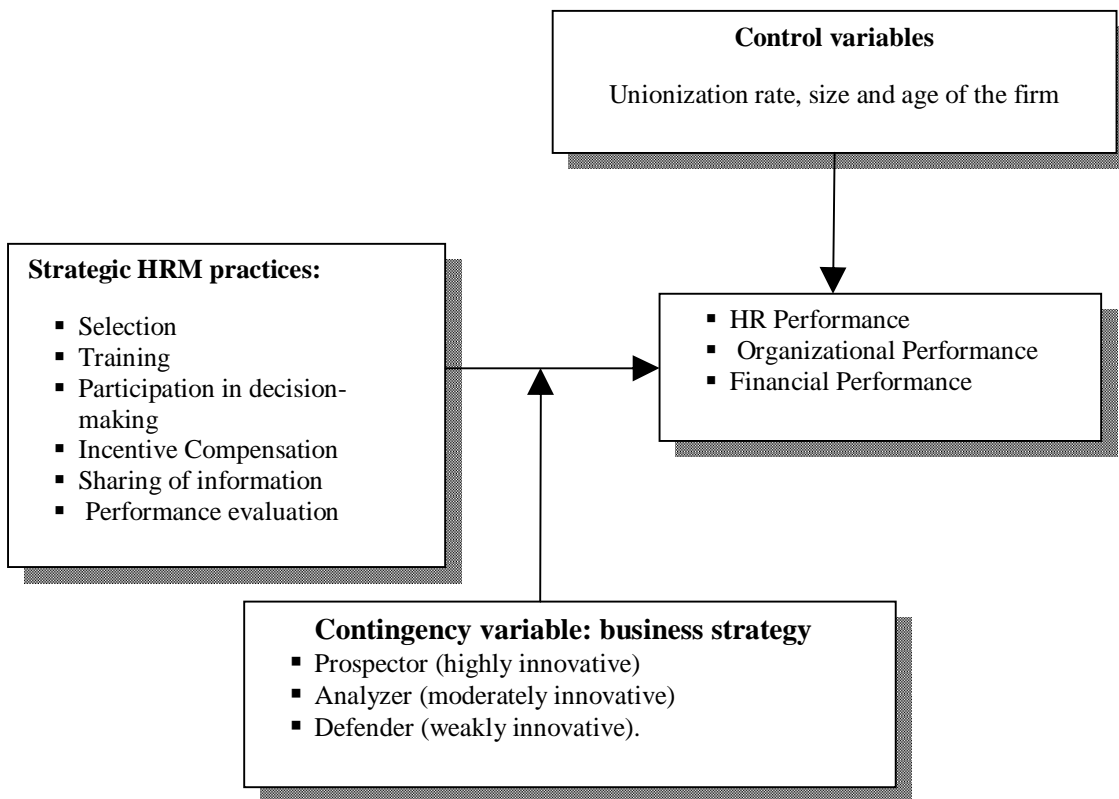 Control variables
Unionization rate, size and age of the firm
Strategic HRM practices:
▪ Selection
▪ Training
▪ Participation in decision-
making
▪ Incentive Compensation
▪ Sharing of information
▪ Performance evaluation
▪ HR Performance
▪ Organizational Performance
▪ Financial Performance
Contingency variable: business strategy
▪ Prospector (highly innovative)
▪ Analyzer (moderately innovative)
▪ Defender (weakly innovative).